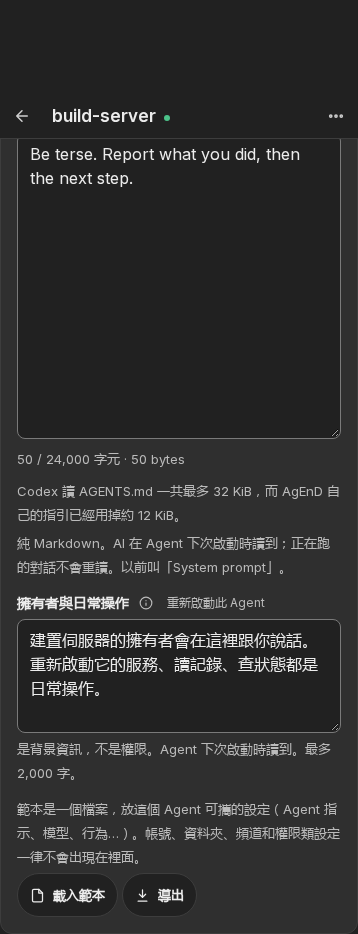 build-server
Be terse. Report what you did, then
the next step.
50 / 24,000 字元 · 50 bytes
Codex 讀 AGENTS.md 一共最多 32 KiB，而 AgEnD 自
己的指引已經用掉約 12 KiB。
純 Markdown。AI 在 Agent 下次啟動時讀到；正在跑
的對話不會重讀。以前叫「System prompt」。
擁有者與日常操作 重新啟動此 Agent
建置伺服器的擁有者會在這裡跟你說話。
重新啟動它的服務、讀記錄、查狀態都是
日常操作。
是背景資訊，不是權限。Agent 下次啟動時讀到。最多
2,000 字。
範本是一個檔案，放這個 Agent 可攜的設定（Agent 指
示、模型、行為…）。帳號、資料夾、頻道和權限類設定
一律不會出現在裡面。
載入範本 導出